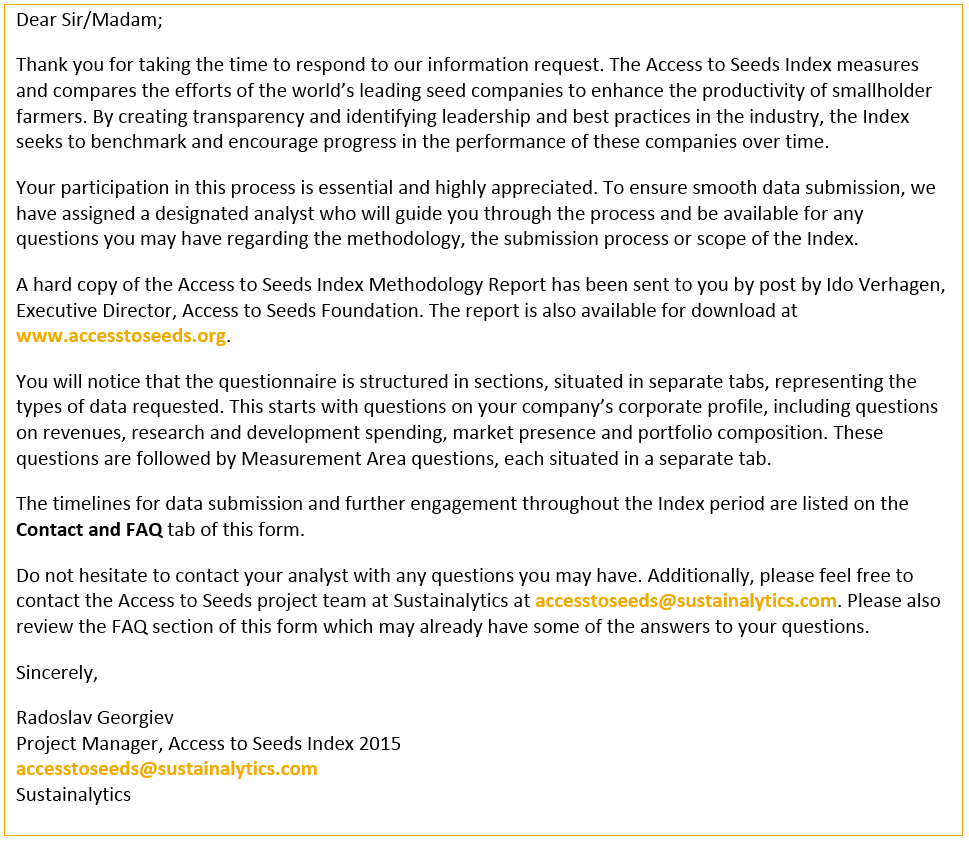 Dear Sir/Madam;
Thank you for taking the time to respond to our information request. The Access to Seeds Index measures
and compares the efforts of the world's leading seed companies to enhance the productivity of smallholder
farmers. By creating transparency and identifying leadership and best practices in the industry, the Index
seeks to benchmark and encourage progress in the performance of these companies over time.
Your participation in this process is essential and highly appreciated. To ensure smooth data submission, we
have assigned a designated analyst who will guide you through the process and be available for any
questions you may have regarding the methodology, the submission process or scope of the Index.
A hard copy of the Access to Seeds Index Methodology Report has been sent to you by post by Ido Verhagen,
Executive Director, Access to Seeds Foundation. The report is also available for download at
www.accesstoseeds.org.
You will notice that the questionnaire is structured in sections, situated in separate tabs, representing the
types of data requested. This starts with questions on your company's corporate profile, including questions
on revenues, research and development spending, market presence and portfolio composition. These
questions are followed by Measurement Area questions, each situated in a separate tab.
The timelines for data submission and further engagement throughout the Index period are listed on the
Contact and FAQ tab of this form.
Do not hesitate to contact your analyst with any questions you may have. Additionally, please feel free to
contact the Access to Seeds project team at Sustainalytics at accesstoseeds@sustainalytics.com. Please also
review the FAQ section of this form which may already have some of the answers to your questions.
Sincerely,
Radoslav Georgiev
Project Manager, Access to Seeds Index 2015
accesstoseeds@sustainalytics.com
Sustainalytics